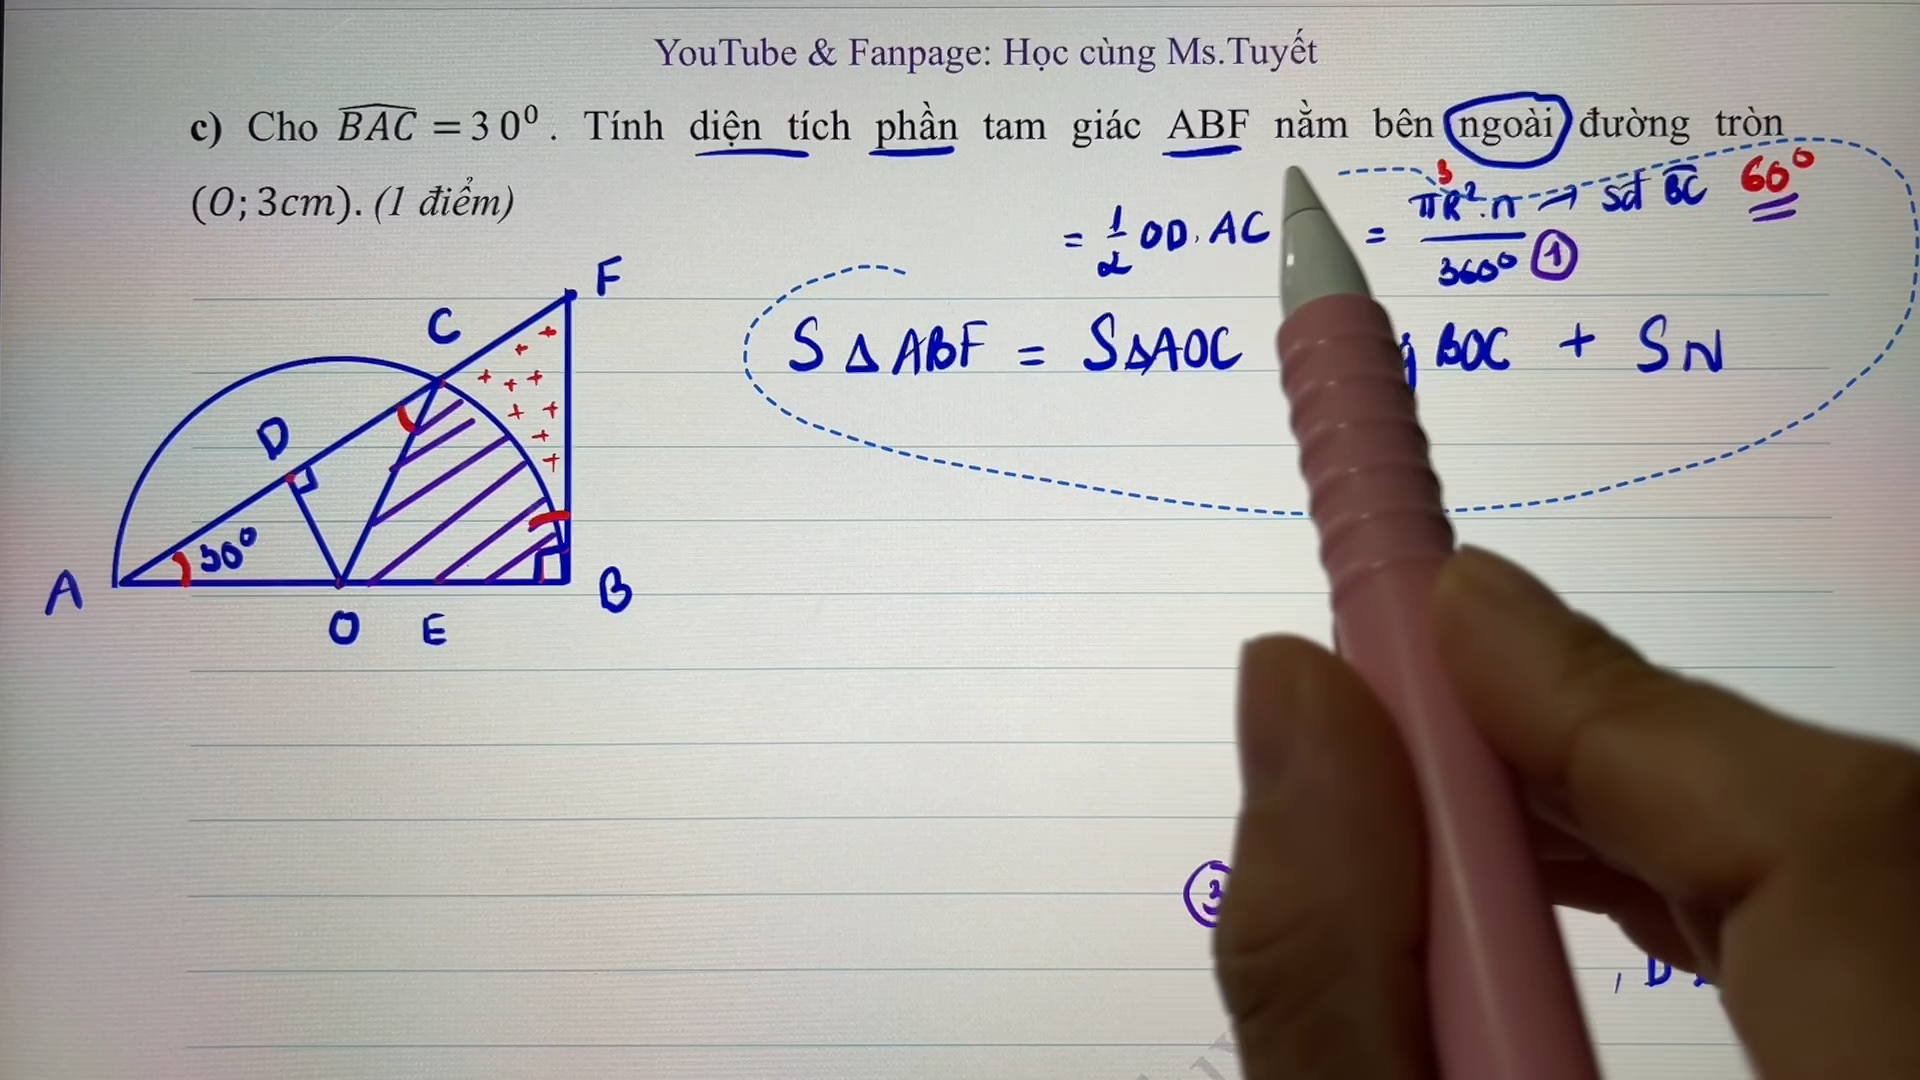 YouTube & Fanpage: Học cùng Ms.Tuyết
c) Cho BAC = 30⁰. Tính diện tích phần tam giác ABF nằm bên ngoài đường tròn
(O; 3cm). (1 điểm)
= 1/2 OD. AC
= πR².n/360⁰ → sđ BC 60⁰
3
①
S Δ ABF = SΔAOC BOC + SN
F
C
D
30⁰
A
B
O E
③
, D